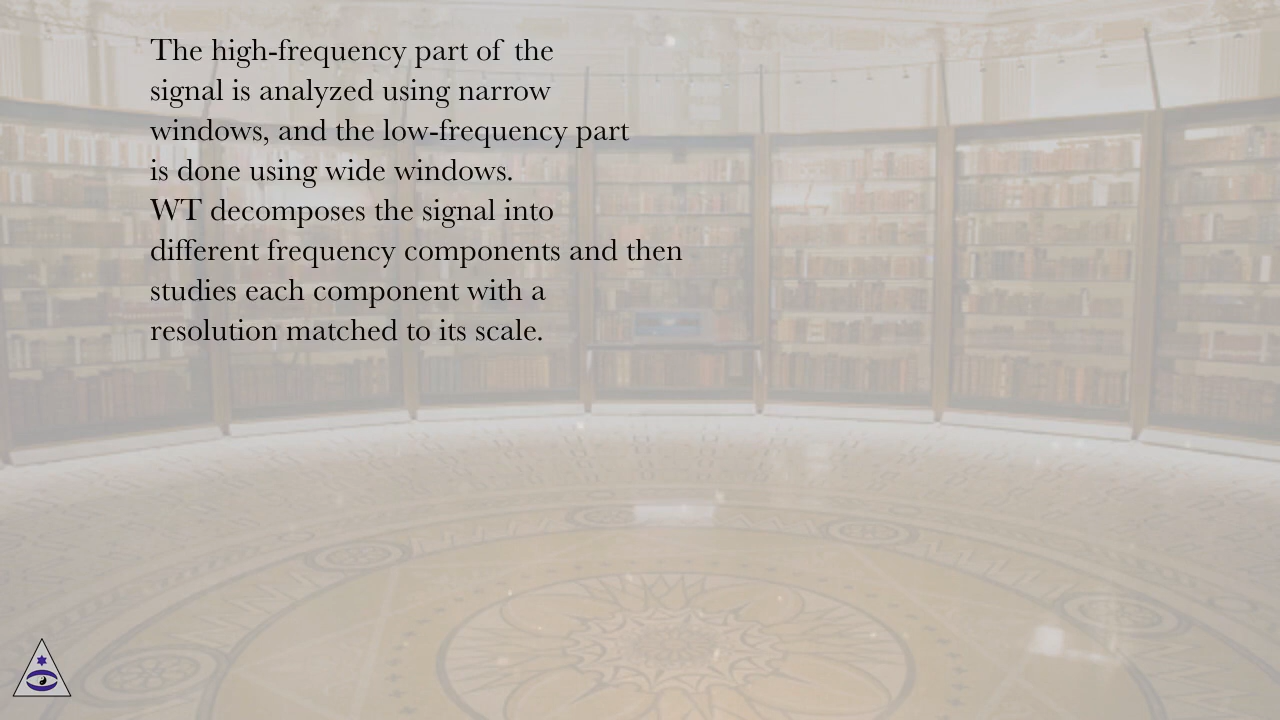 The high-frequency part of the
signal is analyzed using narrow
windows, and the low-frequency part
is done using wide windows.
WT decomposes the signal into
different frequency components and then
studies each component with a
resolution matched to its scale.